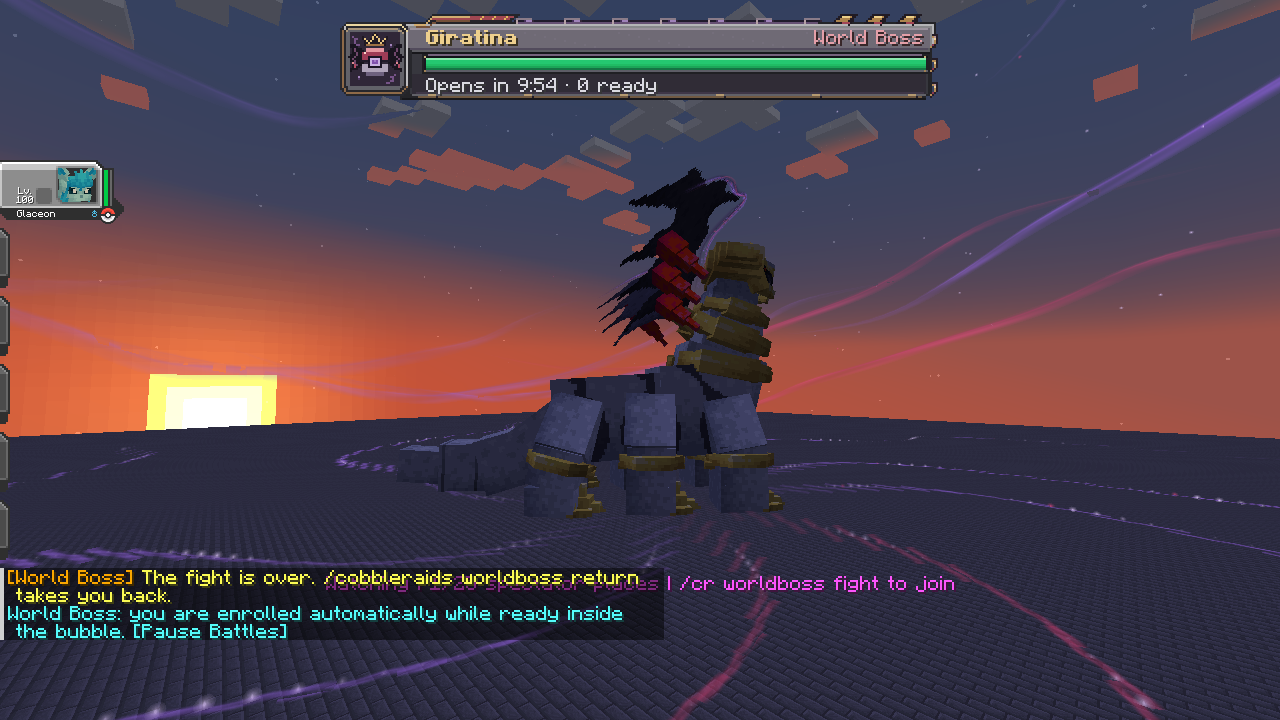 Giratina
World Boss
Opens in 9:54 · 0 ready
Lv.
100
Glaceon
[World Boss] The fight is over. /cobbleraids worldboss return
takes you back.
spectator places | /cr worldboss fight to join
World Boss: you are enrolled automatically while ready inside
the bubble. [Pause Battles]